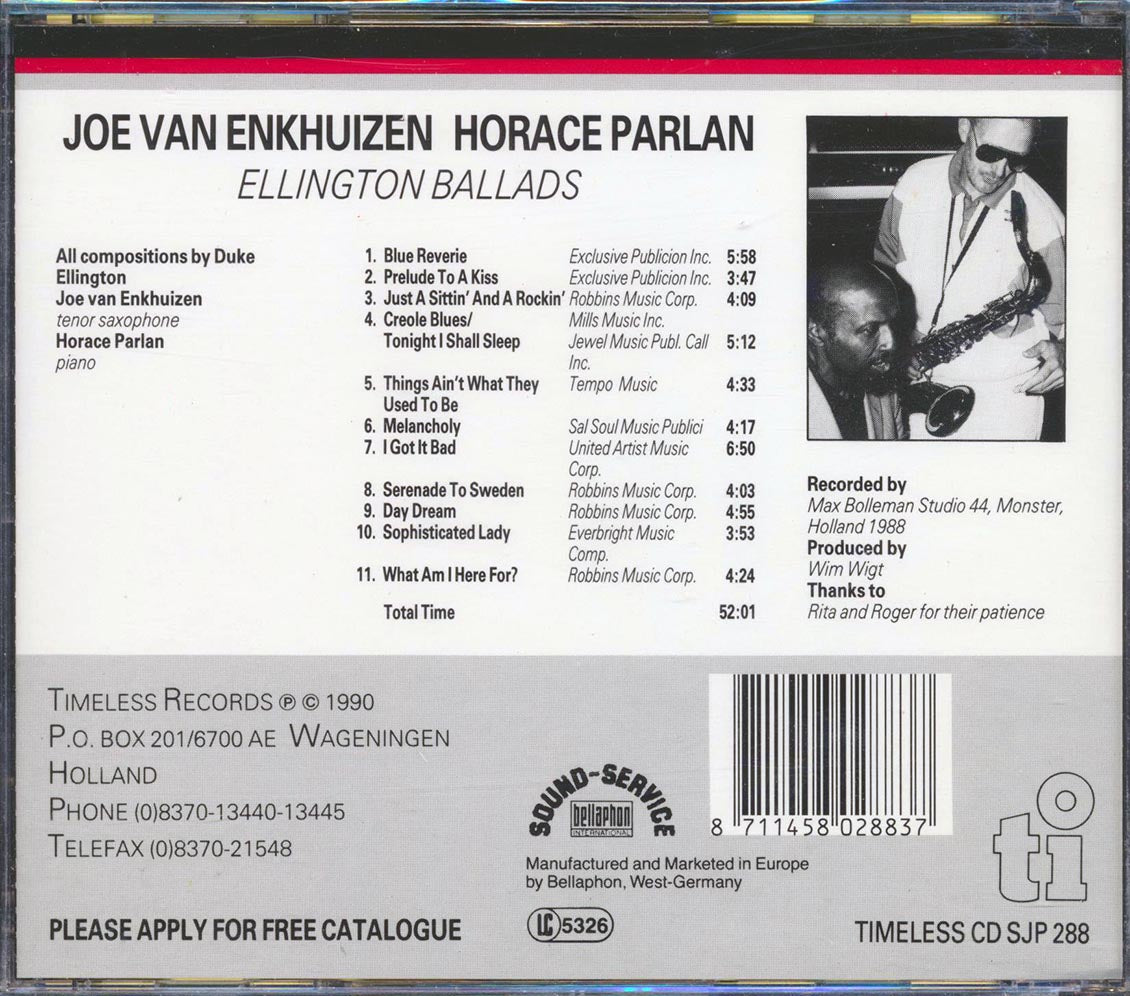 JOE VAN ENKHUIZEN HORACE PARLAN
ELLINGTON BALLADS
All compositions by Duke
Ellington
Joe van Enkhuizen
tenor saxophone
Horace Parlan
piano
1. Blue Reverie Exclusive Publicion Inc. 5:58
2. Prelude To A Kiss Exclusive Publicion Inc. 3:47
3. Just A Sittin' And A Rockin' Robbins Music Corp. 4:09
4. Creole Blues/ Mills Music Inc.
Tonight I Shall Sleep Jewel Music Publ. Call 5:12
Inc.
5. Things Ain't What They Tempo Music 4:33
Used To Be
6. Melancholy Sal Soul Music Publici 4:17
7. I Got It Bad United Artist Music 6:50
Corp.
8. Serenade To Sweden Robbins Music Corp. 4:03
9. Day Dream Robbins Music Corp. 4:55
10. Sophisticated Lady Everbright Music 3:53
Comp.
11. What Am I Here For? Robbins Music Corp. 4:24
Total Time 52:01
Recorded by
Max Bolleman Studio 44, Monster,
Holland 1988
Produced by
Wim Wigt
Thanks to
Rita and Roger for their patience
TIMELESS RECORDS ℗ © 1990
P.O. BOX 201/6700 AE WAGENINGEN
HOLLAND
PHONE (0)8370-13440-13445
TELEFAX (0)8370-21548
PLEASE APPLY FOR FREE CATALOGUE
SOUND-SERVICE
bellaphon
INTERNATIONAL
Manufactured and Marketed in Europe
by Bellaphon, West-Germany
LC 5326
8 711458 028837
ti
TIMELESS CD SJP 288